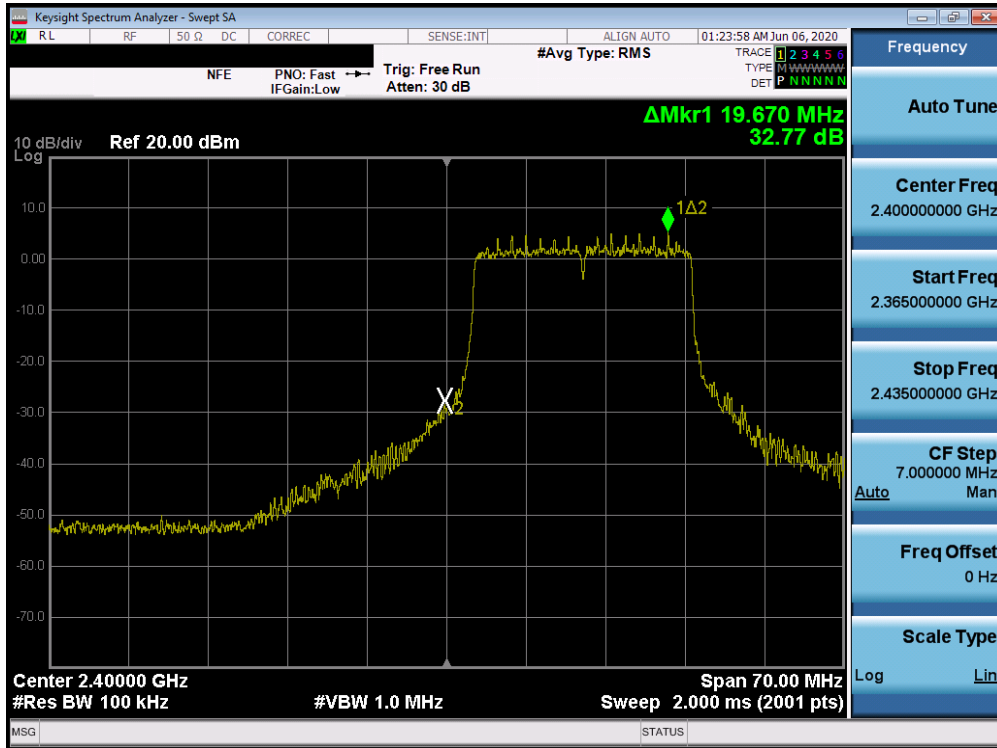 Keysight Spectrum Analyzer - Swept SA
LXI RL RF 50 Ω DC CORREC SENSE:INT ALIGN AUTO 01:23:58 AM Jun 06, 2020
NFE
PNO: Fast
IFGain:Low
Trig: Free Run
Atten: 30 dB
#Avg Type: RMS
TRACE 1 2 3 4 5 6
TYPE M WWWWW
DET P N N N N N
ΔMkr1 19.670 MHz
32.77 dB
10 dB/div Ref 20.00 dBm
Log
10.0
0.00
-10.0
-20.0
-30.0
-40.0
-50.0
-60.0
-70.0
1Δ2
X2
Center 2.40000 GHz Span 70.00 MHz
#Res BW 100 kHz #VBW 1.0 MHz Sweep 2.000 ms (2001 pts)
MSG STATUS
Frequency
Auto Tune
Center Freq
2.400000000 GHz
Start Freq
2.365000000 GHz
Stop Freq
2.435000000 GHz
CF Step
7.000000 MHz
Auto Man
Freq Offset
0 Hz
Scale Type
Log Lin